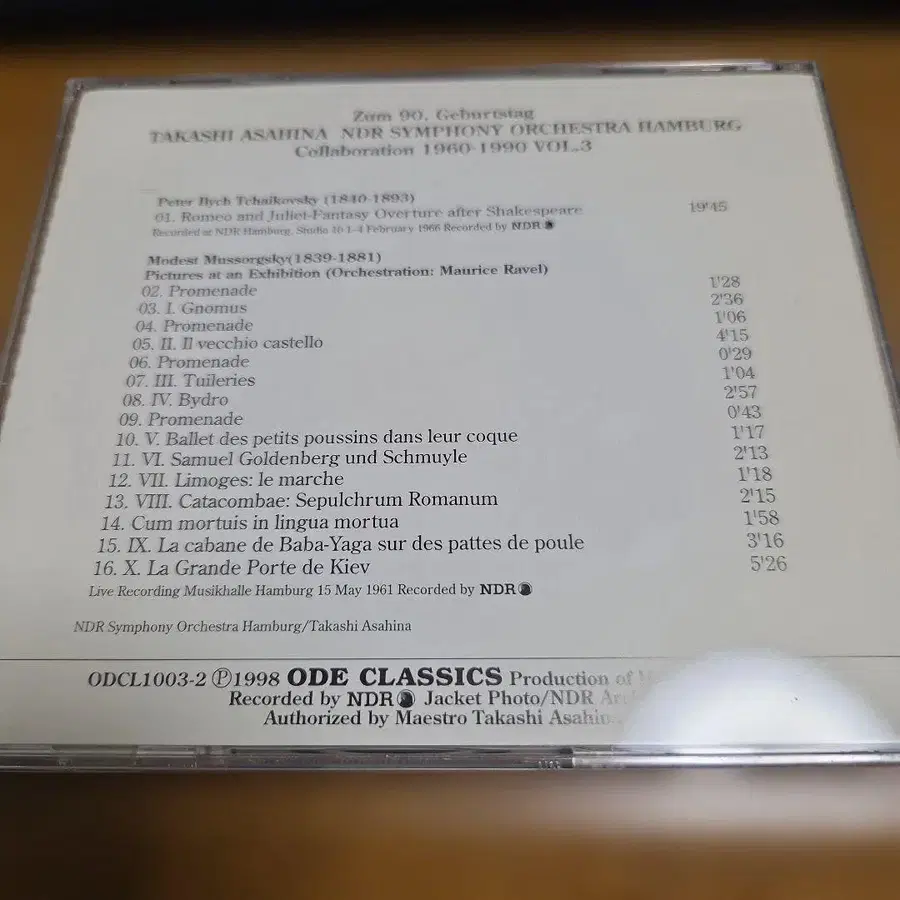 Zum 90. Geburtstag
TAKASHI ASAHINA NDR SYMPHONY ORCHESTRA HAMBURG
Collaboration 1960-1990 VOL.3
Peter Ilych Tchaikovsky (1840-1893)
01. Romeo and Juliet-Fantasy Overture after Shakespeare 19'45
Recorded at NDR Hamburg, Studio 10 1-4 February 1966 Recorded by NDR
Modest Mussorgsky(1839-1881)
Pictures at an Exhibition (Orchestration: Maurice Ravel)
02. Promenade 1'28
03. I. Gnomus 2'36
04. Promenade 1'06
05. II. Il vecchio castello 4'15
06. Promenade 0'29
07. III. Tuileries 1'04
08. IV. Bydro 2'57
09. Promenade 0'43
10. V. Ballet des petits poussins dans leur coque 1'17
11. VI. Samuel Goldenberg und Schmuyle 2'13
12. VII. Limoges: le marche 1'18
13. VIII. Catacombae: Sepulchrum Romanum 2'15
14. Cum mortuis in lingua mortua 1'58
15. IX. La cabane de Baba-Yaga sur des pattes de poule 3'16
16. X. La Grande Porte de Kiev 5'26
Live Recording Musikhalle Hamburg 15 May 1961 Recorded by NDR
NDR Symphony Orchestra Hamburg/Takashi Asahina
ODCL1003-2 ℗1998 ODE CLASSICS Production of
Recorded by NDR Jacket Photo/NDR
Authorized by Maestro Takashi Asahina